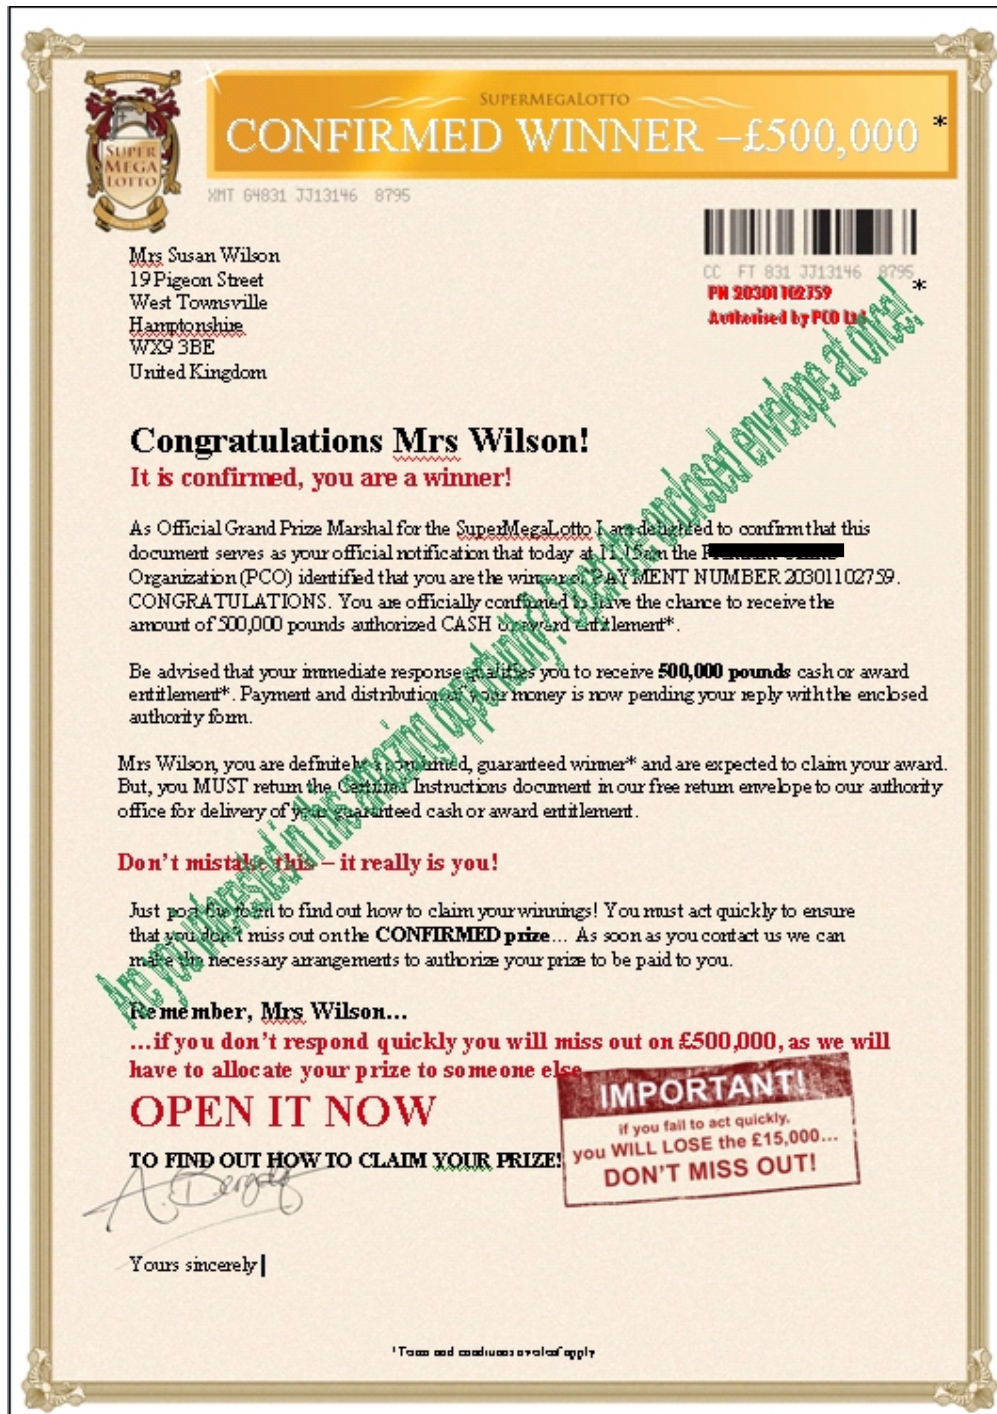 SUPER
MEGA
LOTTO
SUPERMEGALOTTO
CONFIRMED WINNER –£500,000 *
XMT G4831 JJ13146 8795
CC FT 831 JJ13146 8795
PN 20301102759
Authorised by PCO Ltd
*
Mrs Susan Wilson
19 Pigeon Street
West Townsville
Hamptonshire
WX9 3BE
United Kingdom
Congratulations Mrs Wilson!
It is confirmed, you are a winner!
As Official Grand Prize Marshal for the SuperMegaLotto I am delighted to confirm that this
document serves as your official notification that today at 11.15am the
Organization (PCO) identified that you are the winner of PAYMENT NUMBER 20301102759.
CONGRATULATIONS. You are officially confirmed to have the chance to receive the
amount of 500,000 pounds authorized CASH or award entitlement*.
Be advised that your immediate response qualifies you to receive 500,000 pounds cash or award
entitlement*. Payment and distribution of your money is now pending your reply with the enclosed
authority form.
Mrs Wilson, you are definitely a confirmed, guaranteed winner* and are expected to claim your award.
But, you MUST return the Certified Instructions document in our free return envelope to our authority
office for delivery of your guaranteed cash or award entitlement.
Don't mistake this – it really is you!
Just post the form to find out how to claim your winnings! You must act quickly to ensure
that you don't miss out on the CONFIRMED prize... As soon as you contact us we can
make the necessary arrangements to authorize your prize to be paid to you.
Are you interested in this amazing opportunity? Open the enclosed envelope at once!
Remember, Mrs Wilson...
...if you don't respond quickly you will miss out on £500,000, as we will
have to allocate your prize to someone else
OPEN IT NOW
TO FIND OUT HOW TO CLAIM YOUR PRIZE!
IMPORTANT!
if you fail to act quickly,
you WILL LOSE the £15,000...
DON'T MISS OUT!
Yours sincerely
*Terms and conditions overleaf apply